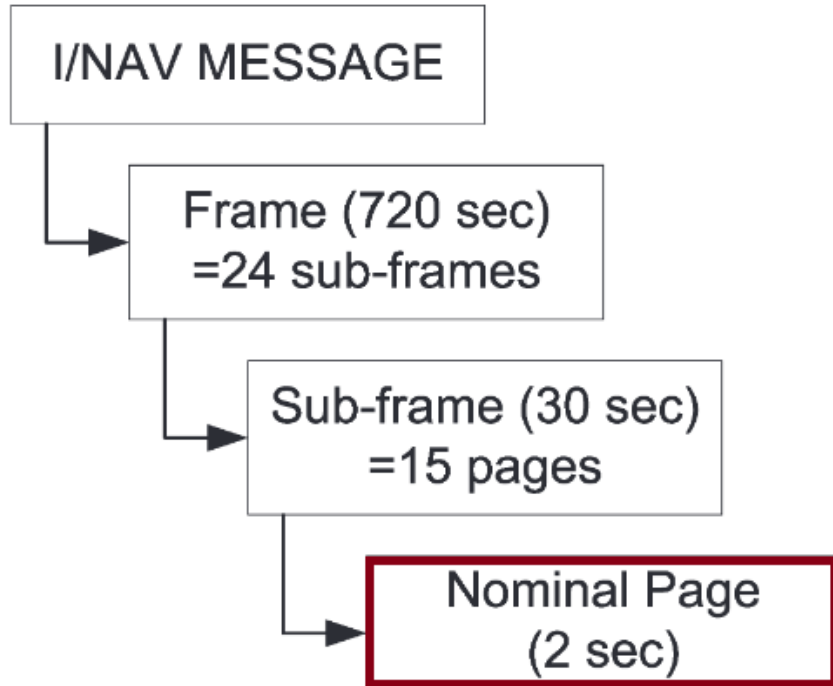 I/NAV MESSAGE
Frame (720 sec)
=24 sub-frames
Sub-frame (30 sec)
=15 pages
Nominal Page
(2 sec)